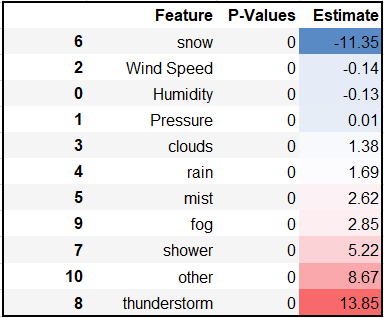 Feature P-Values Estimate
6 snow 0 -11.35
2 Wind Speed 0 -0.14
0 Humidity 0 -0.13
1 Pressure 0 0.01
3 clouds 0 1.38
4 rain 0 1.69
5 mist 0 2.62
9 fog 0 2.85
7 shower 0 5.22
10 other 0 8.67
8 thunderstorm 0 13.85